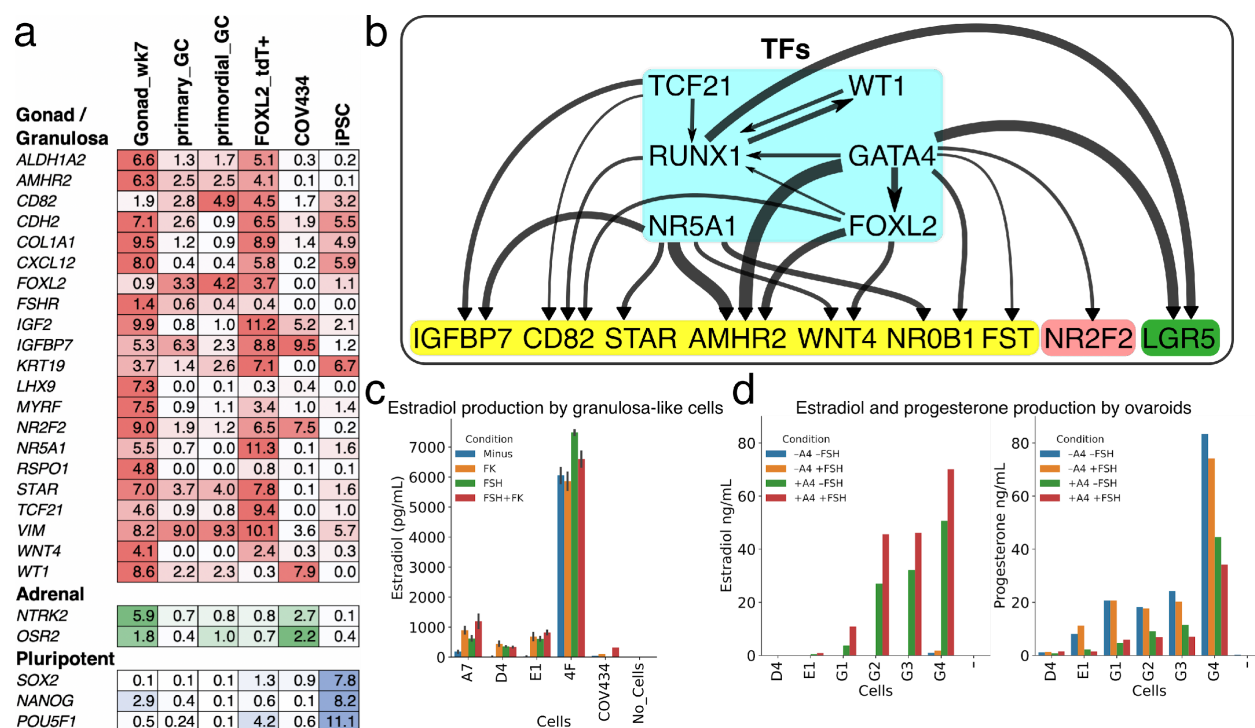 a
Gonad_wk7 primary_GC primordial_GC FOXL2_tdT+ COV434 iPSC
Gonad /
Granulosa
ALDH1A2 6.6 1.3 1.7 5.1 0.3 0.2
AMHR2 6.3 2.5 2.5 4.1 0.1 0.1
CD82 1.9 2.8 4.9 4.5 1.7 3.2
CDH2 7.1 2.6 0.9 6.5 1.9 5.5
COL1A1 9.5 1.2 0.9 8.9 1.4 4.9
CXCL12 8.0 0.4 0.4 5.8 0.2 5.9
FOXL2 0.9 3.3 4.2 3.7 0.0 1.1
FSHR 1.4 0.6 0.4 0.4 0.0 0.0
IGF2 9.9 0.8 1.0 11.2 5.2 2.1
IGFBP7 5.3 6.3 2.3 8.8 9.5 1.2
KRT19 3.7 1.4 2.6 7.1 0.0 6.7
LHX9 7.3 0.0 0.1 0.3 0.4 0.0
MYRF 7.5 0.9 1.1 3.4 1.0 1.4
NR2F2 9.0 1.9 1.2 6.5 7.5 0.2
NR5A1 5.5 0.7 0.0 11.3 0.1 1.6
RSPO1 4.8 0.0 0.0 0.8 0.1 0.1
STAR 7.0 3.7 4.0 7.8 0.1 1.6
TCF21 4.6 0.9 0.8 9.4 0.0 1.0
VIM 8.2 9.0 9.3 10.1 3.6 5.7
WNT4 4.1 0.0 0.0 2.4 0.3 0.3
WT1 8.6 2.2 2.3 0.3 7.9 0.0
Adrenal
NTRK2 5.9 0.7 0.8 0.8 2.7 0.1
OSR2 1.8 0.4 1.0 0.7 2.2 0.4
Pluripotent
SOX2 0.1 0.1 0.1 1.3 0.9 7.8
NANOG 2.9 0.4 0.1 0.6 0.1 8.2
POU5F1 0.5 0.24 0.1 4.2 0.6 11.1
b
TFs
TCF21 WT1
RUNX1 GATA4
NR5A1 FOXL2
IGFBP7 CD82 STAR AMHR2 WNT4 NR0B1 FST NR2F2 LGR5
c
Estradiol production by granulosa-like cells
Estradiol (pg/mL)
7000
6000
5000
4000
3000
2000
1000
0
Condition
Minus
FK
FSH
FSH+FK
A7 D4 E1 4F COV434 No_Cells
Cells
d
Estradiol and progesterone production by ovaroids
Estradiol ng/mL
80
60
40
20
0
Condition
−A4 −FSH
−A4 +FSH
+A4 −FSH
+A4 +FSH
D4 E1 G1 G2 G3 G4 –
Cells
Progesterone ng/mL
80
60
40
20
0
Condition
−A4 −FSH
−A4 +FSH
+A4 −FSH
+A4 +FSH
D4 E1 G1 G2 G3 G4 –
Cells